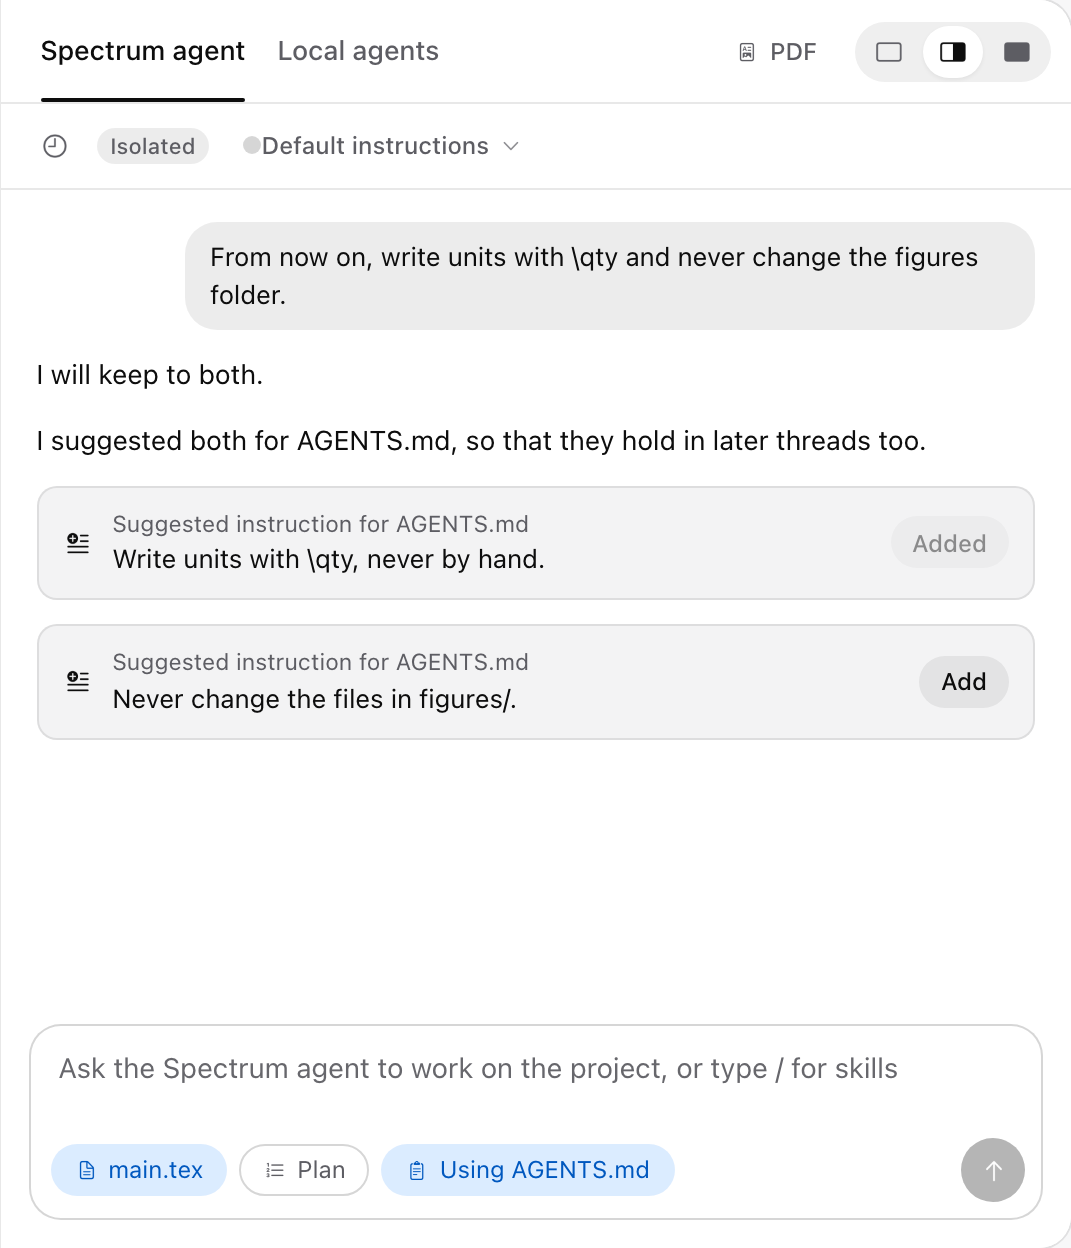 Spectrum agent
Local agents
PDF
Isolated
Default instructions
From now on, write units with \qty and never change the figures
folder.
I will keep to both.
I suggested both for AGENTS.md, so that they hold in later threads too.
Suggested instruction for AGENTS.md
Write units with \qty, never by hand.
Added
Suggested instruction for AGENTS.md
Never change the files in figures/.
Add
Ask the Spectrum agent to work on the project, or type / for skills
main.tex
Plan
Using AGENTS.md